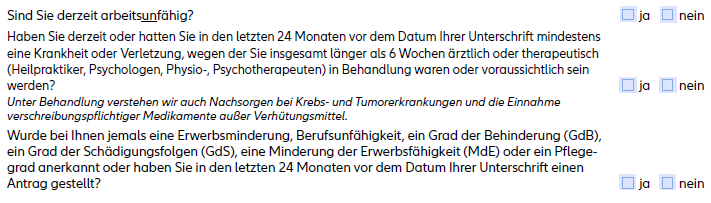 Sind Sie derzeit arbeitsunfähig? ja nein
Haben Sie derzeit oder hatten Sie in den letzten 24 Monaten vor dem Datum Ihrer Unterschrift mindestens
eine Krankheit oder Verletzung, wegen der Sie insgesamt länger als 6 Wochen ärztlich oder therapeutisch
(Heilpraktiker, Psychologen, Physio-, Psychotherapeuten) in Behandlung waren oder voraussichtlich sein
werden? ja nein
Unter Behandlung verstehen wir auch Nachsorgen bei Krebs- und Tumorerkrankungen und die Einnahme
verschreibungspflichtiger Medikamente außer Verhütungsmittel.
Wurde bei Ihnen jemals eine Erwerbsminderung, Berufsunfähigkeit, ein Grad der Behinderung (GdB),
ein Grad der Schädigungsfolgen (GdS), eine Minderung der Erwerbsfähigkeit (MdE) oder ein Pflege-
grad anerkannt oder haben Sie in den letzten 24 Monaten vor dem Datum Ihrer Unterschrift einen
Antrag gestellt? ja nein